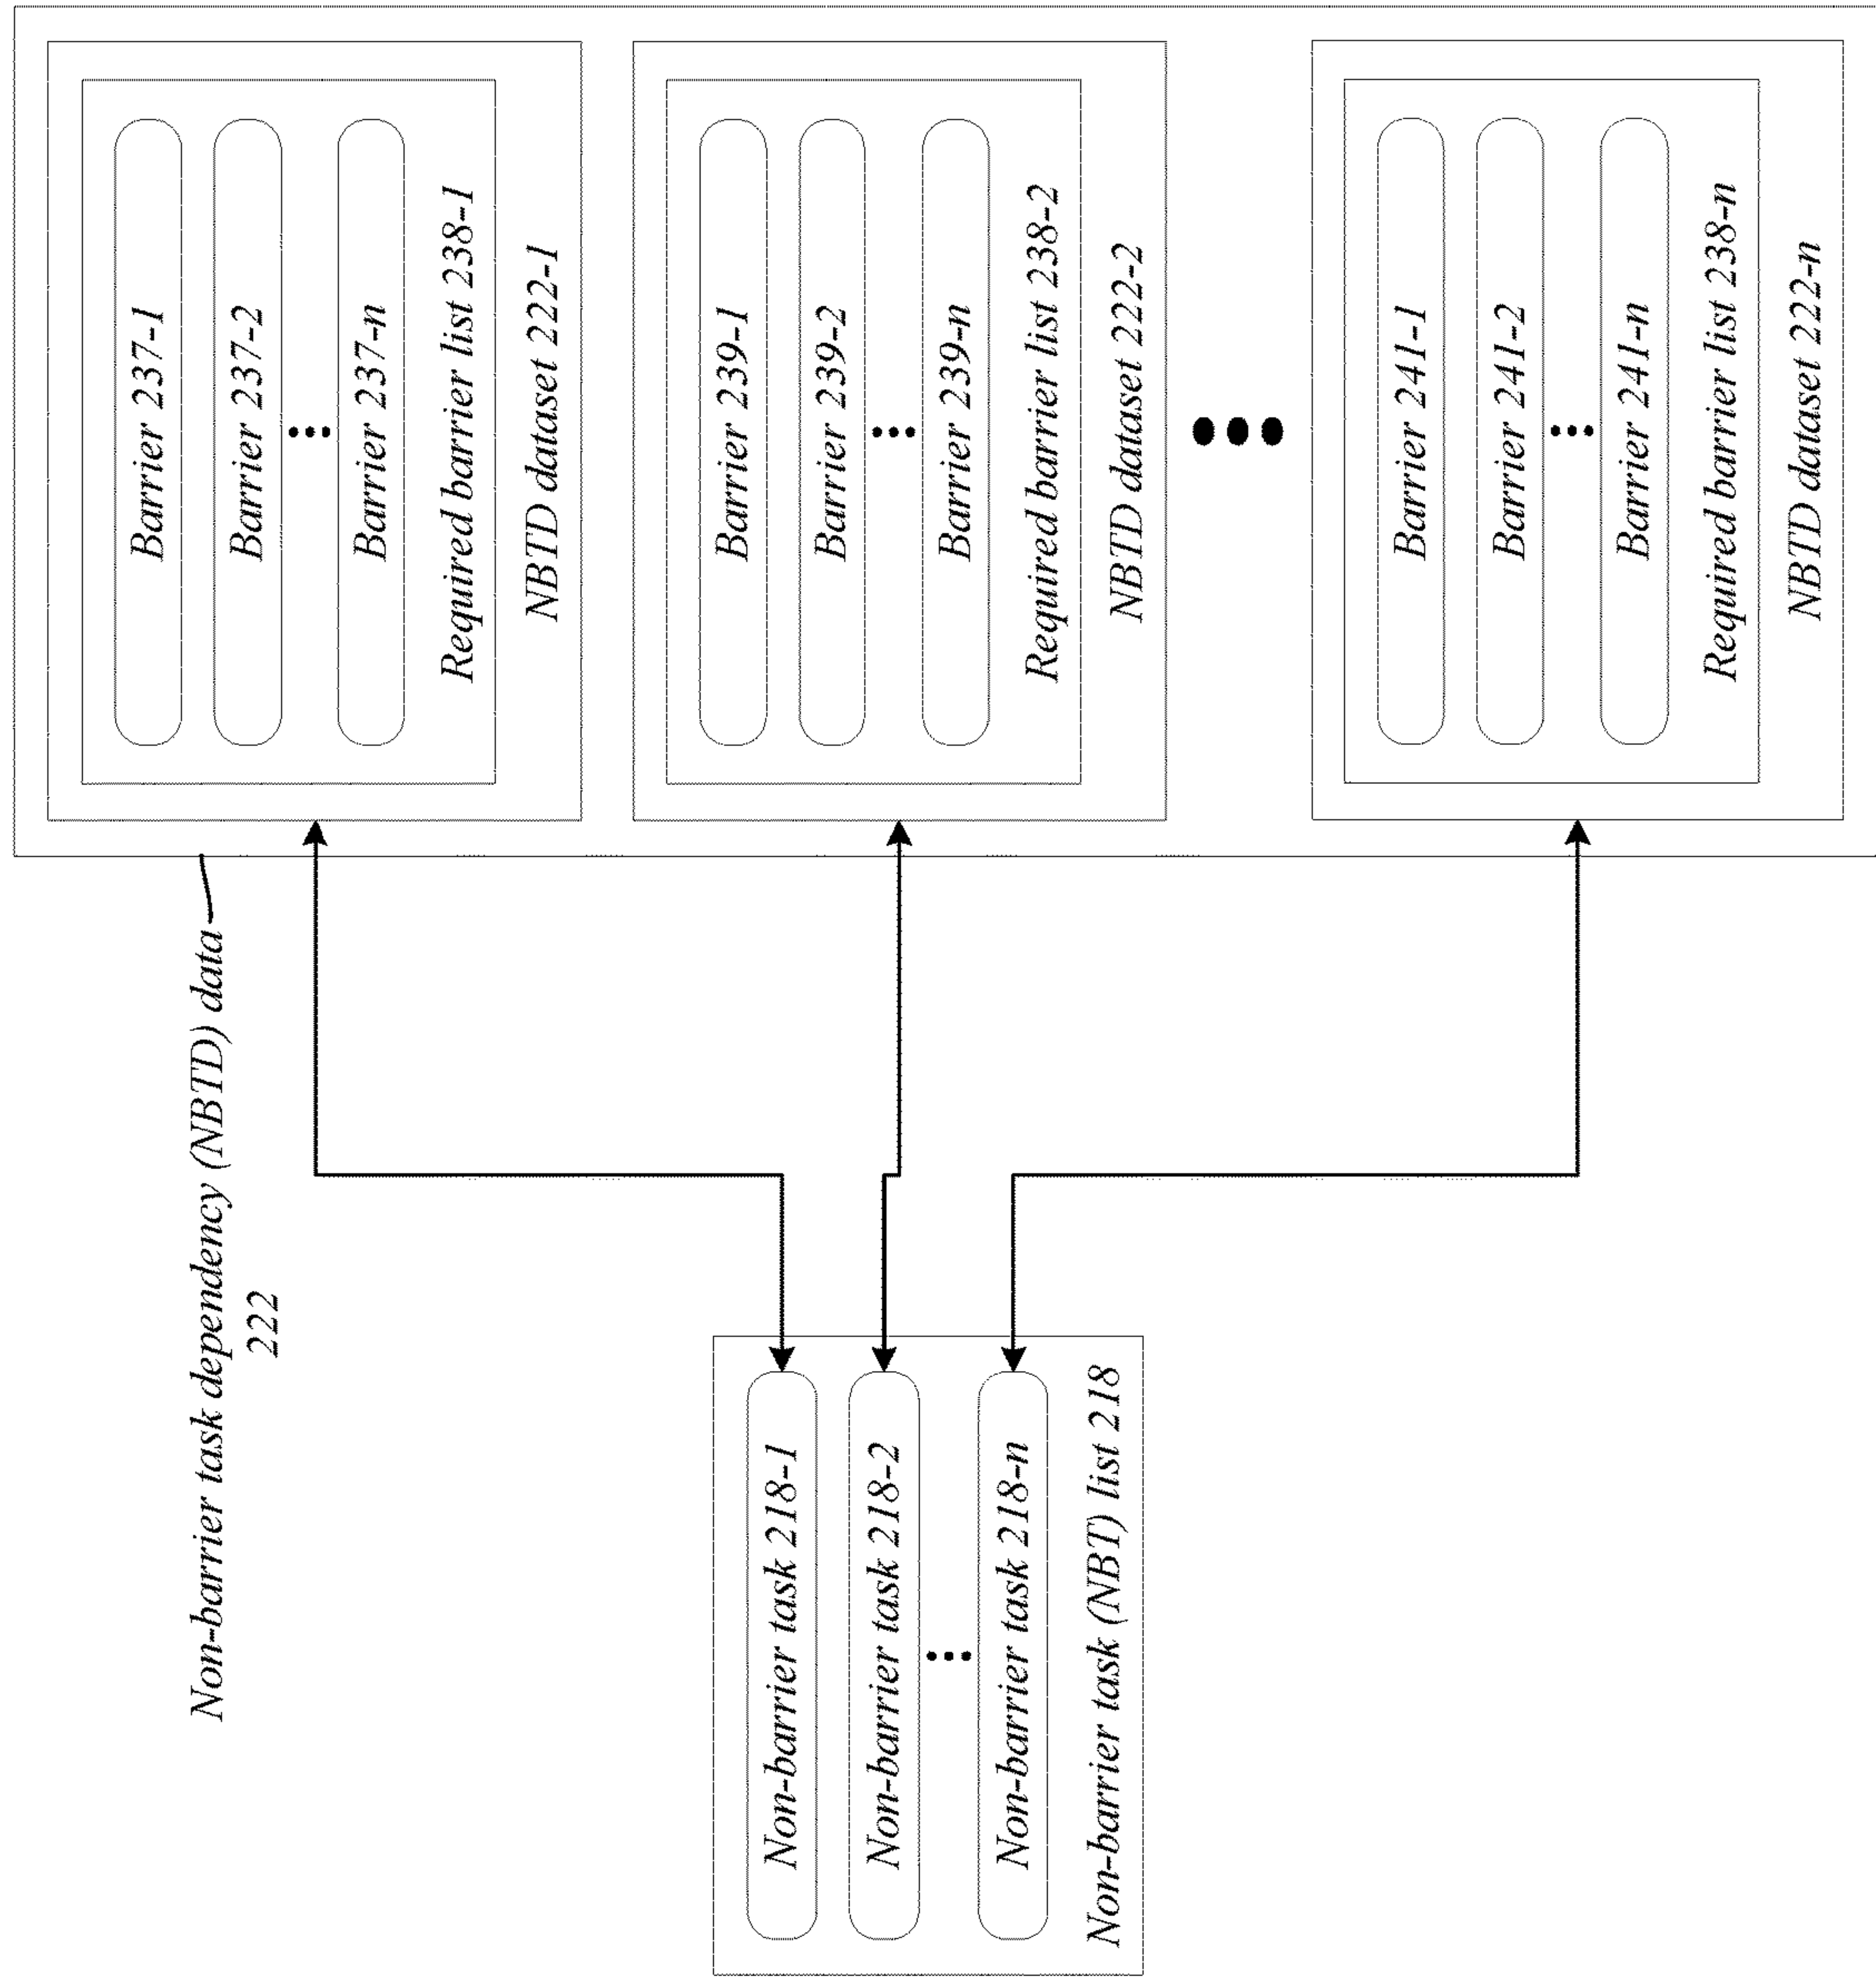 Non-barrier task dependency (NBTD) data
222
Non-barrier task 218-1
Non-barrier task 218-2
Non-barrier task 218-n
Non-barrier task (NBT) list 218
Barrier 237-1
Barrier 237-2
Barrier 237-n
Required barrier list 238-1
NBTD dataset 222-1
Barrier 239-1
Barrier 239-2
Barrier 239-n
Required barrier list 238-2
NBTD dataset 222-2
Barrier 241-1
Barrier 241-2
Barrier 241-n
Required barrier list 238-n
NBTD dataset 222-n